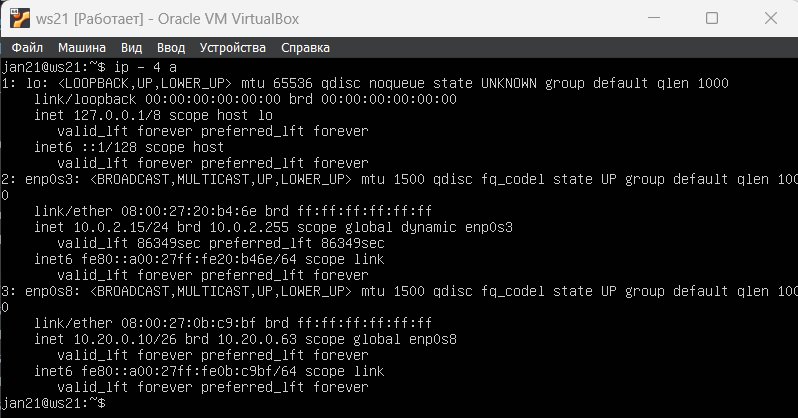 ws21 [Работает] - Oracle VM VirtualBox
Файл Машина Вид Ввод Устройства Справка
jan21@ws21:~$ ip - 4 a
1: lo: <LOOPBACK,UP,LOWER_UP> mtu 65536 qdisc noqueue state UNKNOWN group default qlen 1000
    link/loopback 00:00:00:00:00:00 brd 00:00:00:00:00:00
    inet 127.0.0.1/8 scope host lo
       valid_lft forever preferred_lft forever
    inet6 ::1/128 scope host
       valid_lft forever preferred_lft forever
2: enp0s3: <BROADCAST,MULTICAST,UP,LOWER_UP> mtu 1500 qdisc fq_codel state UP group default qlen 100
0
    link/ether 08:00:27:20:b4:6e brd ff:ff:ff:ff:ff:ff
    inet 10.0.2.15/24 brd 10.0.2.255 scope global dynamic enp0s3
       valid_lft 86349sec preferred_lft 86349sec
    inet6 fe80::a00:27ff:fe20:b46e/64 scope link
       valid_lft forever preferred_lft forever
3: enp0s8: <BROADCAST,MULTICAST,UP,LOWER_UP> mtu 1500 qdisc fq_codel state UP group default qlen 100
0
    link/ether 08:00:27:0b:c9:bf brd ff:ff:ff:ff:ff:ff
    inet 10.20.0.10/26 brd 10.20.0.63 scope global enp0s8
       valid_lft forever preferred_lft forever
    inet6 fe80::a00:27ff:fe0b:c9bf/64 scope link
       valid_lft forever preferred_lft forever
jan21@ws21:~$